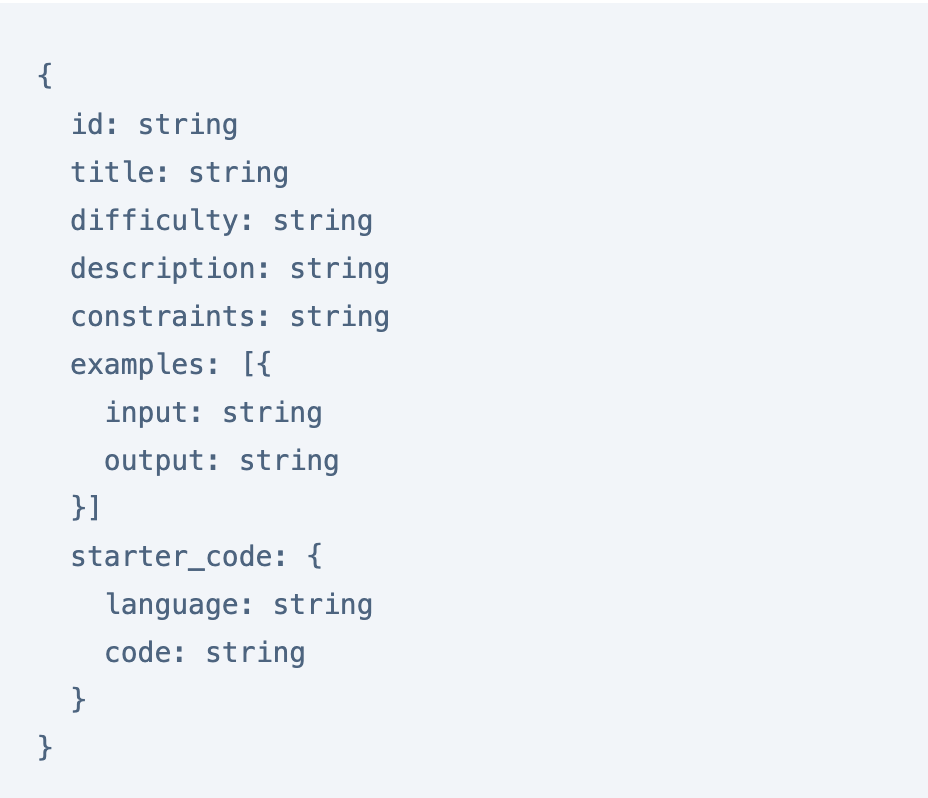 {
  id: string
  title: string
  difficulty: string
  description: string
  constraints: string
  examples: [{
    input: string
    output: string
  }]
  starter_code: {
    language: string
    code: string
  }
}